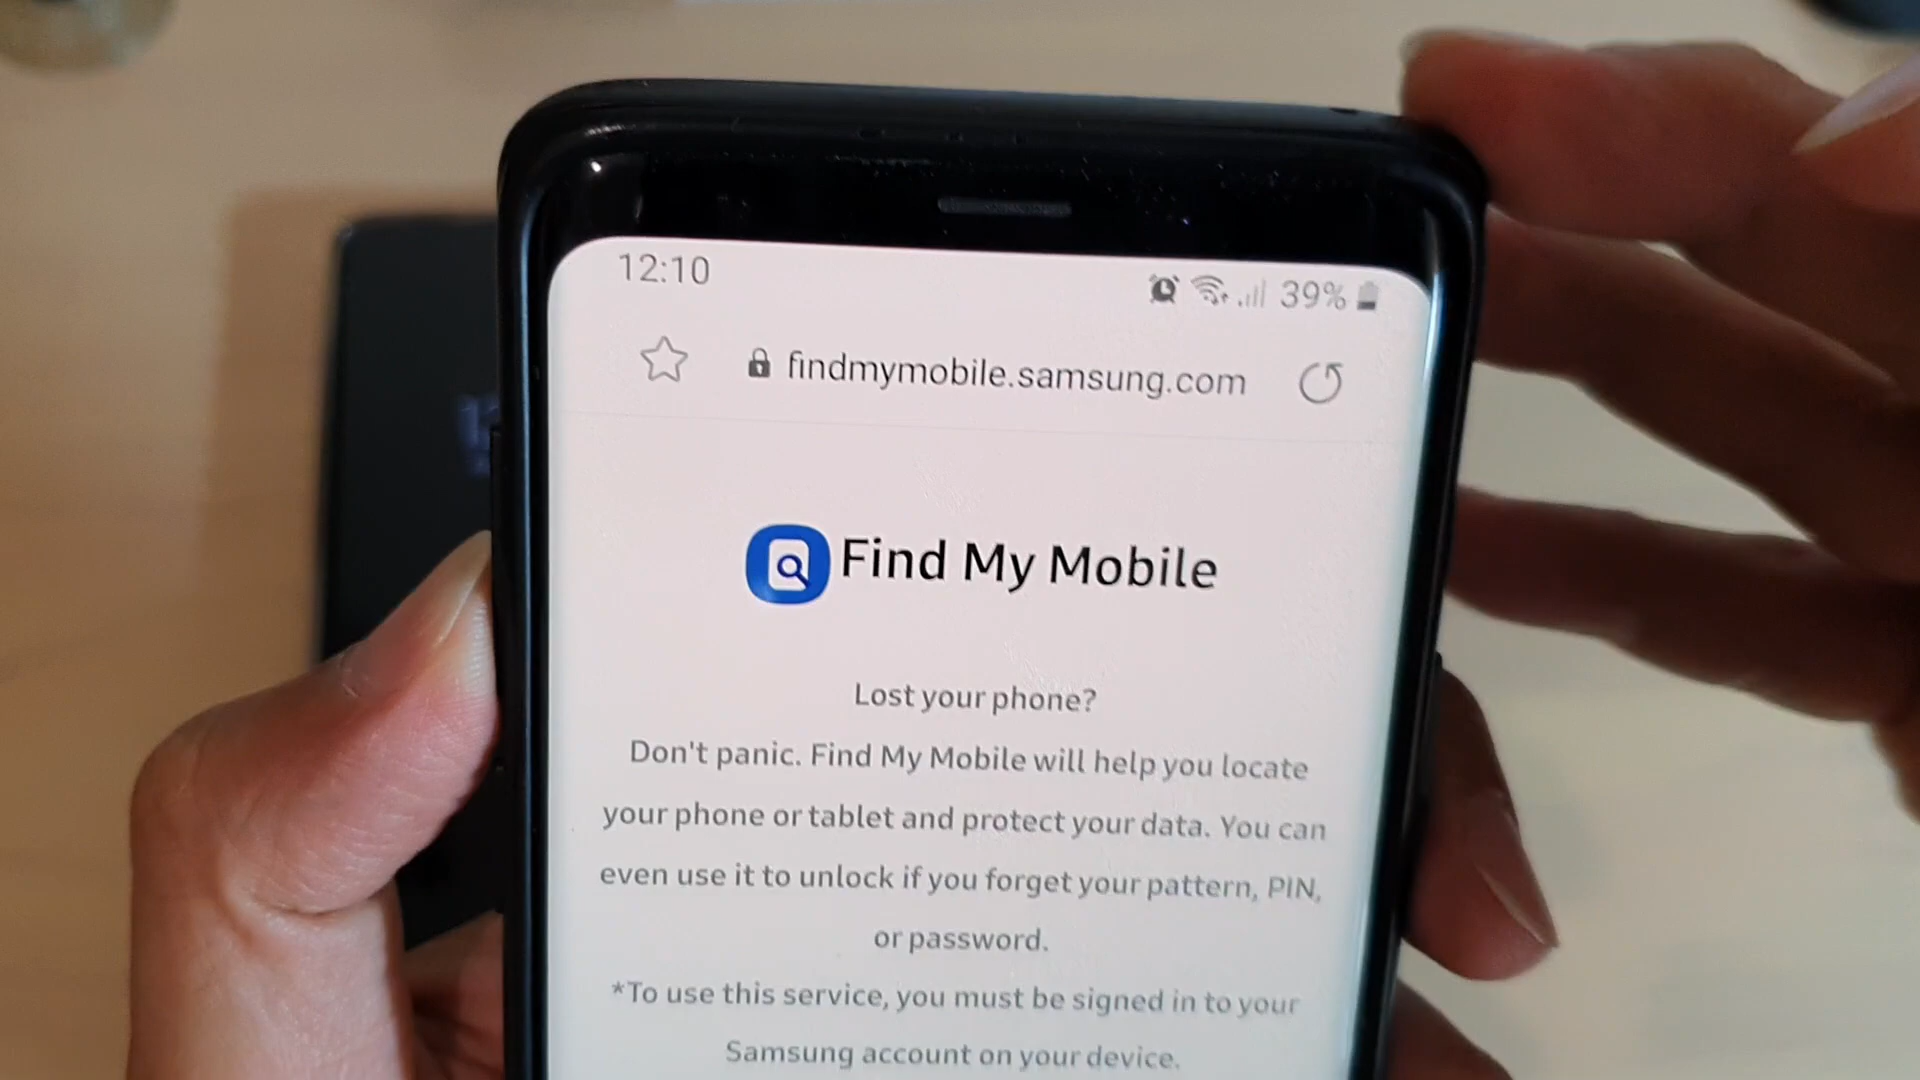 12:10
39%
findmymobile.samsung.com
Find My Mobile
Lost your phone?
Don't panic. Find My Mobile will help you locate
your phone or tablet and protect your data. You can
even use it to unlock if you forget your pattern, PIN,
or password.
*To use this service, you must be signed in to your
Samsung account on your device.